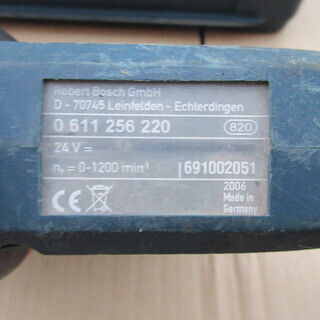 Robert Bosch GmbH
D - 70745 Leinfelden - Echterdingen
0 611 256 220 820
24 V =
n₀ = 0-1200 min⁻¹ 691002051
CE 2006
Made in
Germany